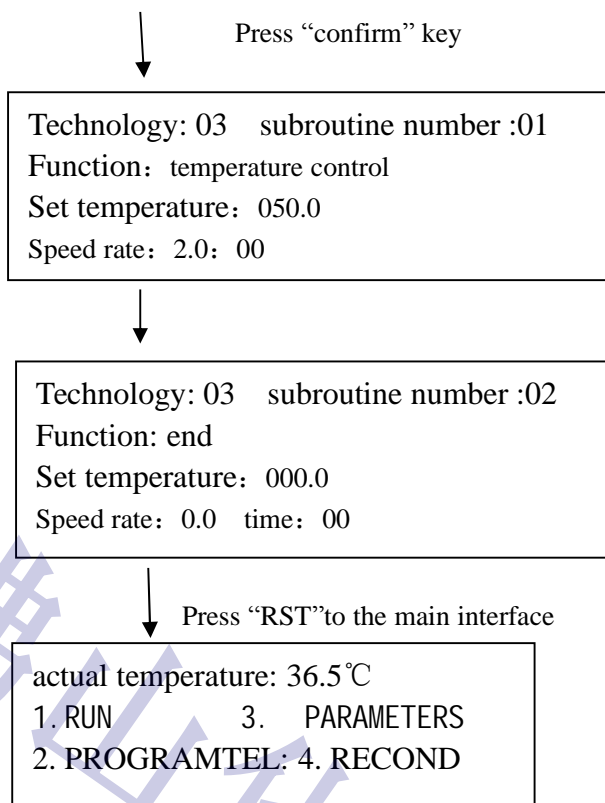 Press “confirm” key
Technology: 03 subroutine number :01
Function：temperature control
Set temperature：050.0
Speed rate：2.0：00
Technology: 03 subroutine number :02
Function: end
Set temperature：000.0
Speed rate：0.0 time：00
Press “RST”to the main interface
actual temperature: 36.5℃
1. RUN 3. PARAMETERS
2. PROGRAMTEL: 4. RECOND